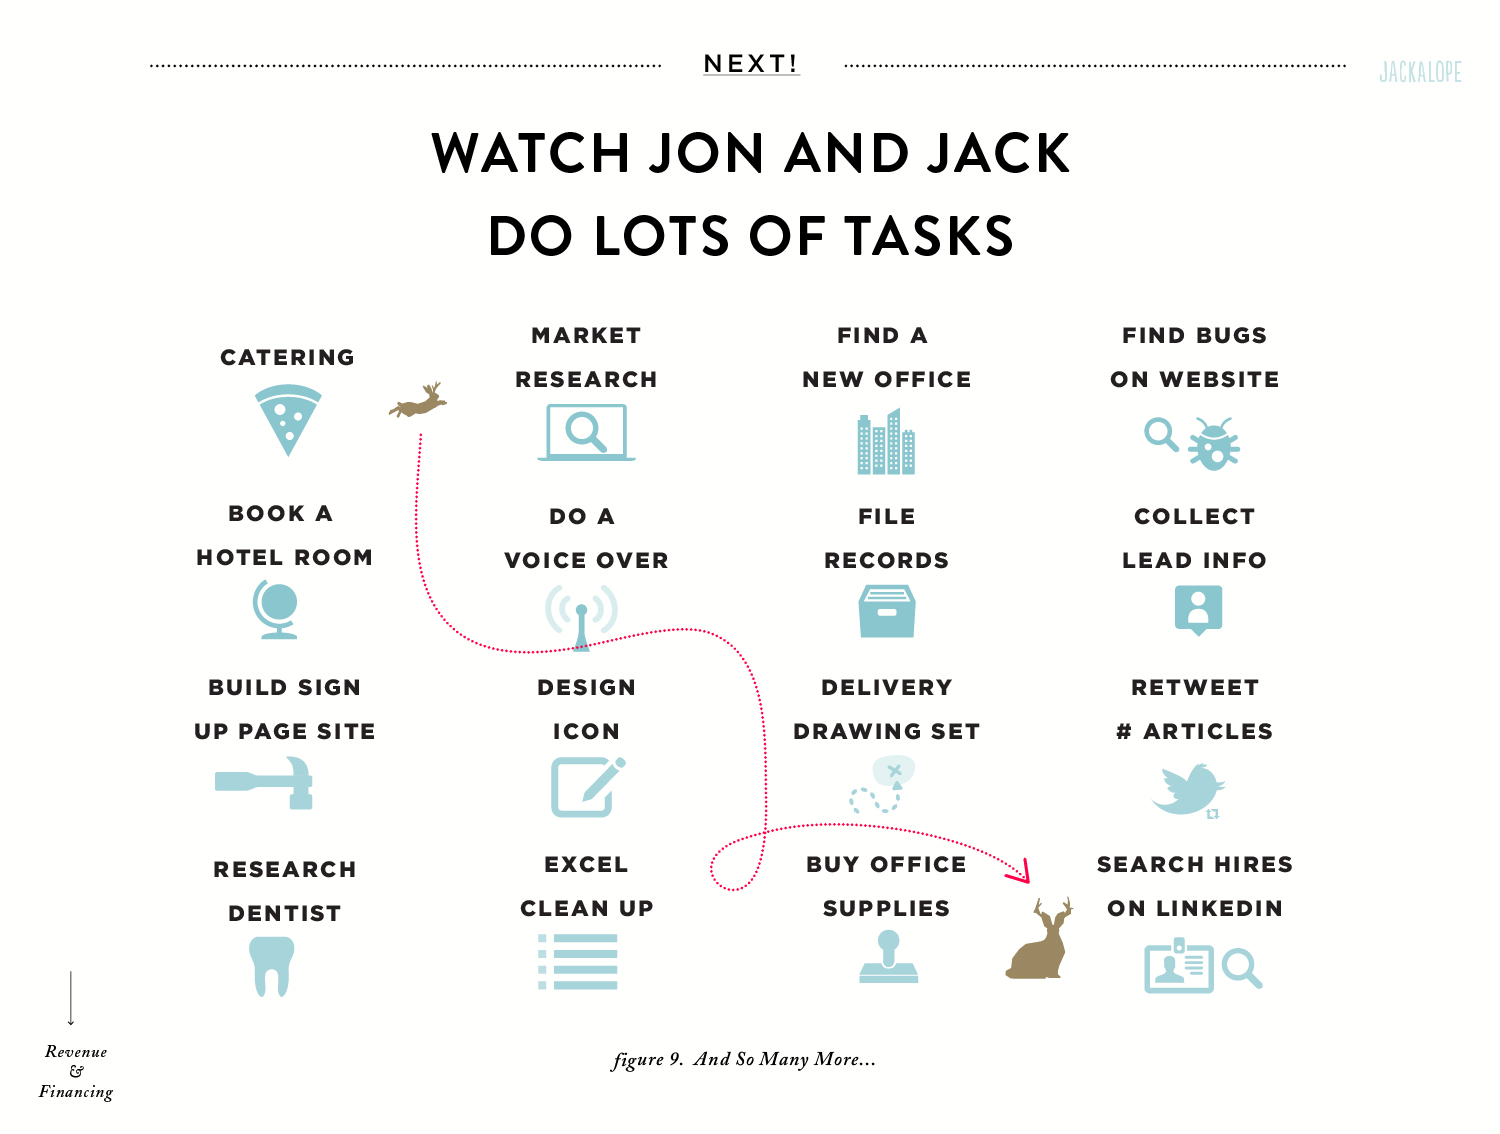 NEXT!
JACKALOPE
WATCH JON AND JACK
DO LOTS OF TASKS
CATERING
MARKET
RESEARCH
FIND A
NEW OFFICE
FIND BUGS
ON WEBSITE
BOOK A
HOTEL ROOM
DO A
VOICE OVER
FILE
RECORDS
COLLECT
LEAD INFO
BUILD SIGN
UP PAGE SITE
DESIGN
ICON
DELIVERY
DRAWING SET
RETWEET
# ARTICLES
RESEARCH
DENTIST
EXCEL
CLEAN UP
BUY OFFICE
SUPPLIES
SEARCH HIRES
ON LINKEDIN
Revenue
&
Financing
figure 9. And So Many More...